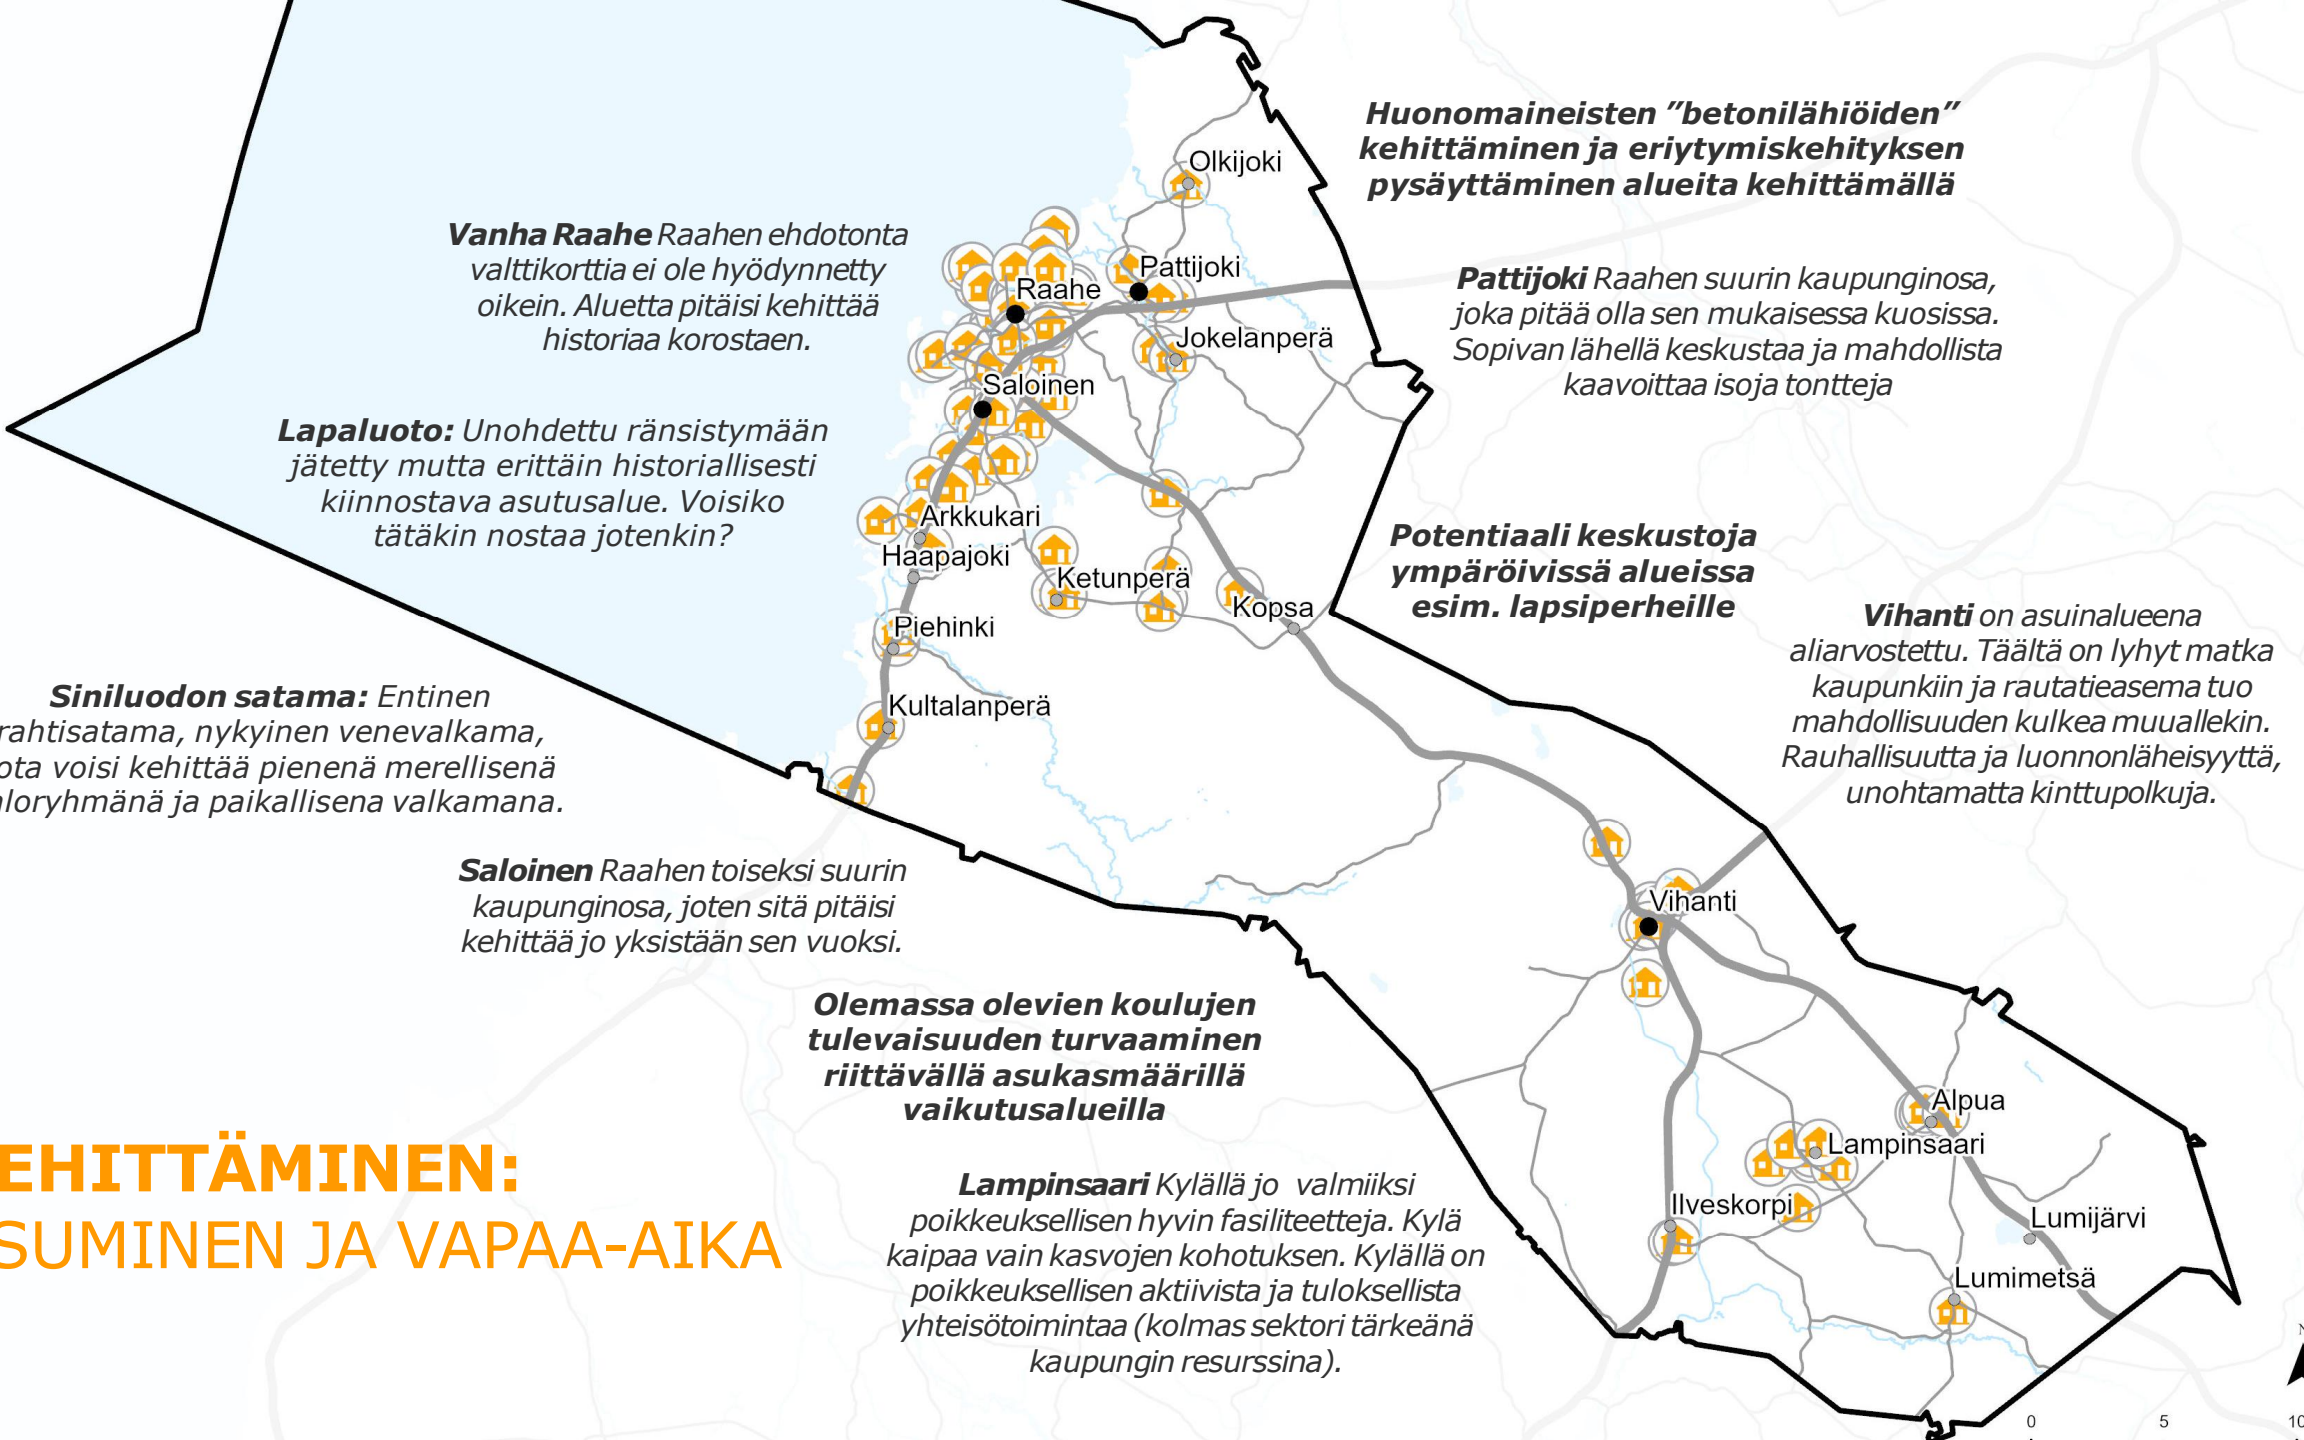 Huonomaineisten ”betonilähiöiden”
kehittäminen ja eriytymiskehityksen
pysäyttäminen alueita kehittämällä
Vanha Raahe Raahen ehdotonta
valttikorttia ei ole hyödynnetty
oikein. Aluetta pitäisi kehittää
historiaa korostaen.
Pattijoki Raahen suurin kaupunginosa,
joka pitää olla sen mukaisessa kuosissa.
Sopivan lähellä keskustaa ja mahdollista
kaavoittaa isoja tontteja
Lapaluoto: Unohdettu ränsistymään
jätetty mutta erittäin historiallisesti
kiinnostava asutusalue. Voisiko
tätäkin nostaa jotenkin?
Potentiaali keskustoja
ympäröivissä alueissa
esim. lapsiperheille
Vihanti on asuinalueena
aliarvostettu. Täältä on lyhyt matka
kaupunkiin ja rautatieasema tuo
mahdollisuuden kulkea muuallekin.
Rauhallisuutta ja luonnonläheisyyttä,
unohtamatta kinttupolkuja.
Siniluodon satama: Entinen
rahtisatama, nykyinen venevalkama,
ota voisi kehittää pienenä merellisenä
aloryhmänä ja paikallisena valkamana.
Saloinen Raahen toiseksi suurin
kaupunginosa, joten sitä pitäisi
kehittää jo yksistään sen vuoksi.
Olemassa olevien koulujen
tulevaisuuden turvaaminen
riittävällä asukasmäärillä
vaikutusalueilla
Lampinsaari Kylällä jo valmiiksi
poikkeuksellisen hyvin fasiliteetteja. Kylä
kaipaa vain kasvojen kohotuksen. Kylällä on
poikkeuksellisen aktiivista ja tuloksellista
yhteisötoimintaa (kolmas sektori tärkeänä
kaupungin resurssina).
EHITTÄMINEN:
SUMINEN JA VAPAA-AIKA
Olkijoki
Pattijoki
Raahe
Jokelanperä
Saloinen
Arkkukari
Haapajoki
Ketunperä
Kopsa
Piehinki
Kultalanperä
Vihanti
Alpua
Lampinsaari
Ilveskorpi
Lumijärvi
Lumimetsä
N
0 5 10